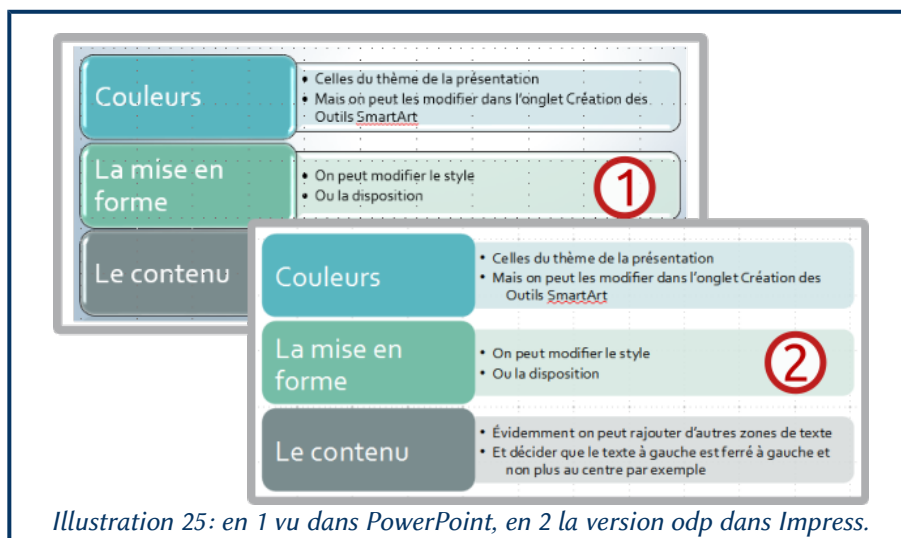 Couleurs
• Celles du thème de la présentation
• Mais on peut les modifier dans l'onglet Création des
Outils SmartArt
La mise en
forme
• On peut modifier le style
• Ou la disposition
1
Le contenu
Couleurs
• Celles du thème de la présentation
• Mais on peut les modifier dans l'onglet Création des
Outils SmartArt
La mise en
forme
• On peut modifier le style
• Ou la disposition
2
Le contenu
• Évidemment on peut rajouter d'autres zones de texte
• Et décider que le texte à gauche est ferré à gauche et
non plus au centre par exemple
Illustration 25: en 1 vu dans PowerPoint, en 2 la version odp dans Impress.